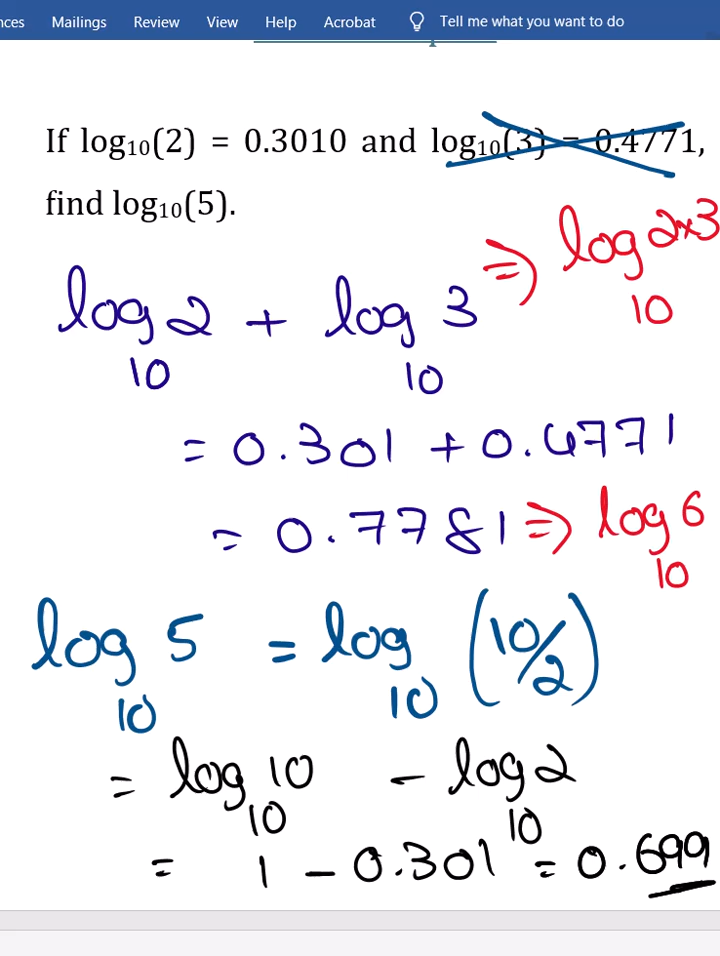 nces Mailings Review View Help Acrobat Tell me what you want to do
If log₁₀(2) = 0.3010 and log₁₀(3) = 0.4771,
find log₁₀(5).
log₁₀ 2 + log₁₀ 3 ⇒ log₁₀ 2×3
= 0.301 + 0.4771
= 0.7781 ⇒ log₁₀ 6
log₁₀ 5 = log₁₀ (10/2)
= log₁₀ 10 - log₁₀ 2
= 1 - 0.301 = 0.699